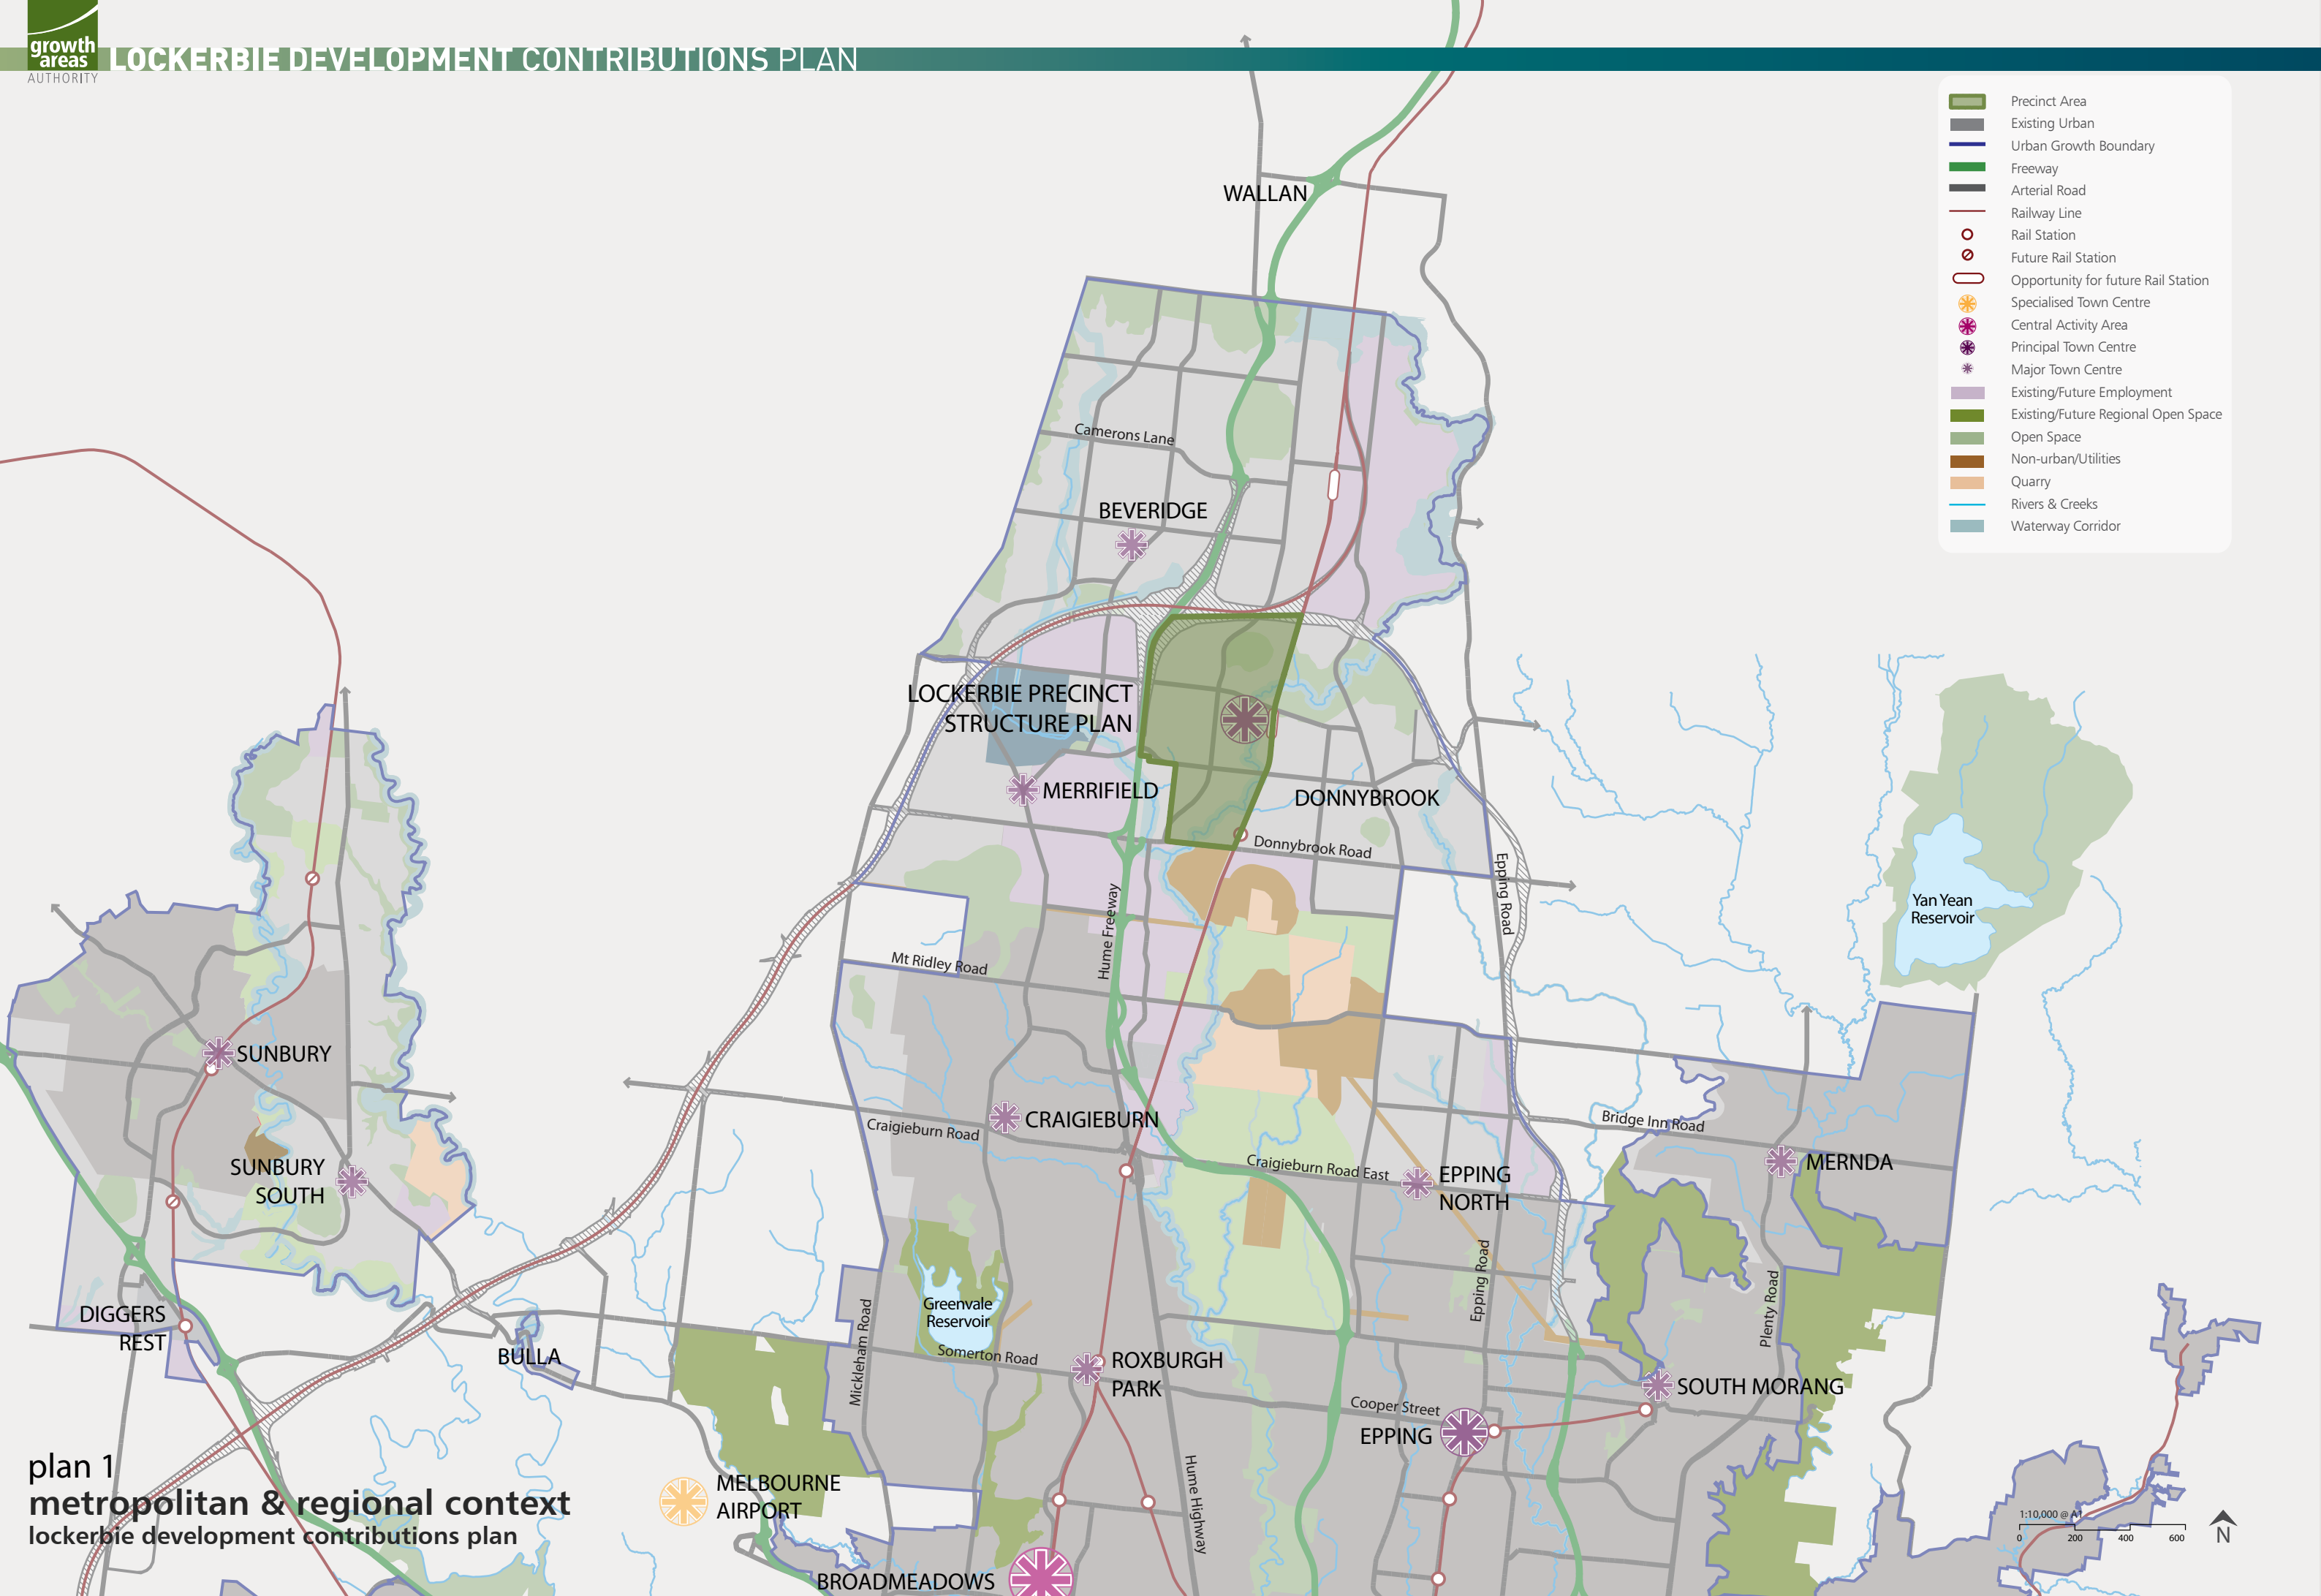 growth
areas
AUTHORITY
LOCKERBIE DEVELOPMENT CONTRIBUTIONS PLAN
Precinct Area
Existing Urban
Urban Growth Boundary
Freeway
Arterial Road
Railway Line
Rail Station
Future Rail Station
Opportunity for future Rail Station
Specialised Town Centre
Central Activity Area
Principal Town Centre
Major Town Centre
Existing/Future Employment
Existing/Future Regional Open Space
Open Space
Non-urban/Utilities
Quarry
Rivers & Creeks
Waterway Corridor
WALLAN
Camerons Lane
BEVERIDGE
LOCKERBIE PRECINCT
STRUCTURE PLAN
MERRIFIELD
DONNYBROOK
Donnybrook Road
Epping Road
Hume Freeway
Yan Yean
Reservoir
Mt Ridley Road
SUNBURY
CRAIGIEBURN
Craigieburn Road
Bridge Inn Road
SUNBURY
SOUTH
Craigieburn Road East
EPPING
NORTH
MERNDA
Epping Road
Plenty Road
Mickleham Road
Greenvale
Reservoir
DIGGERS
REST
BULLA
Somerton Road
ROXBURGH
PARK
SOUTH MORANG
Cooper Street
EPPING
Hume Highway
MELBOURNE
AIRPORT
BROADMEADOWS
plan 1
metropolitan & regional context
lockerbie development contributions plan
1:10,000 @ A1
0 200 400 600
N